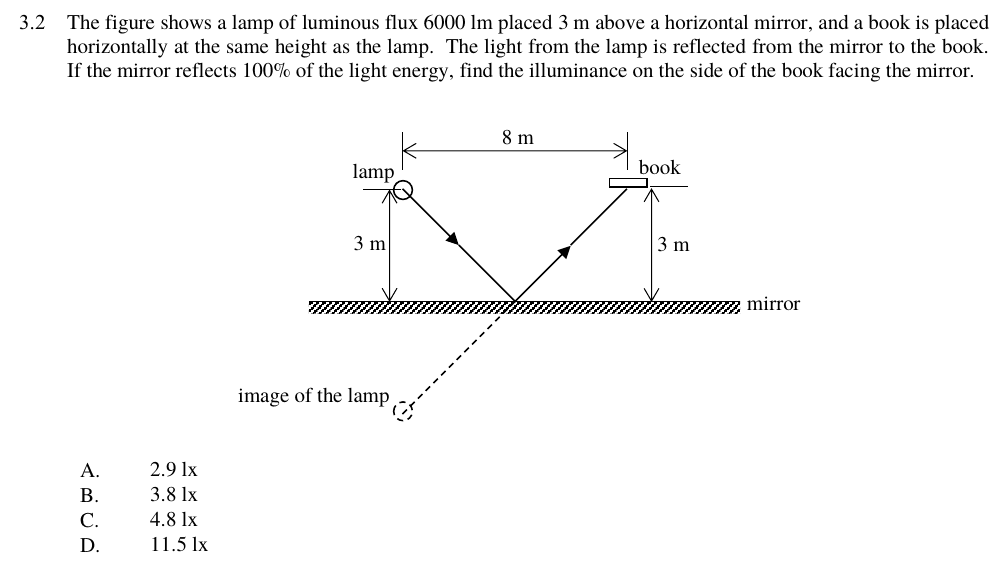 3.2 The figure shows a lamp of luminous flux 6000 lm placed 3 m above a horizontal mirror, and a book is placed
horizontally at the same height as the lamp. The light from the lamp is reflected from the mirror to the book.
If the mirror reflects 100% of the light energy, find the illuminance on the side of the book facing the mirror.
8 m
lamp
book
3 m
3 m
mirror
image of the lamp
A. 2.9 lx
B. 3.8 lx
C. 4.8 lx
D. 11.5 lx